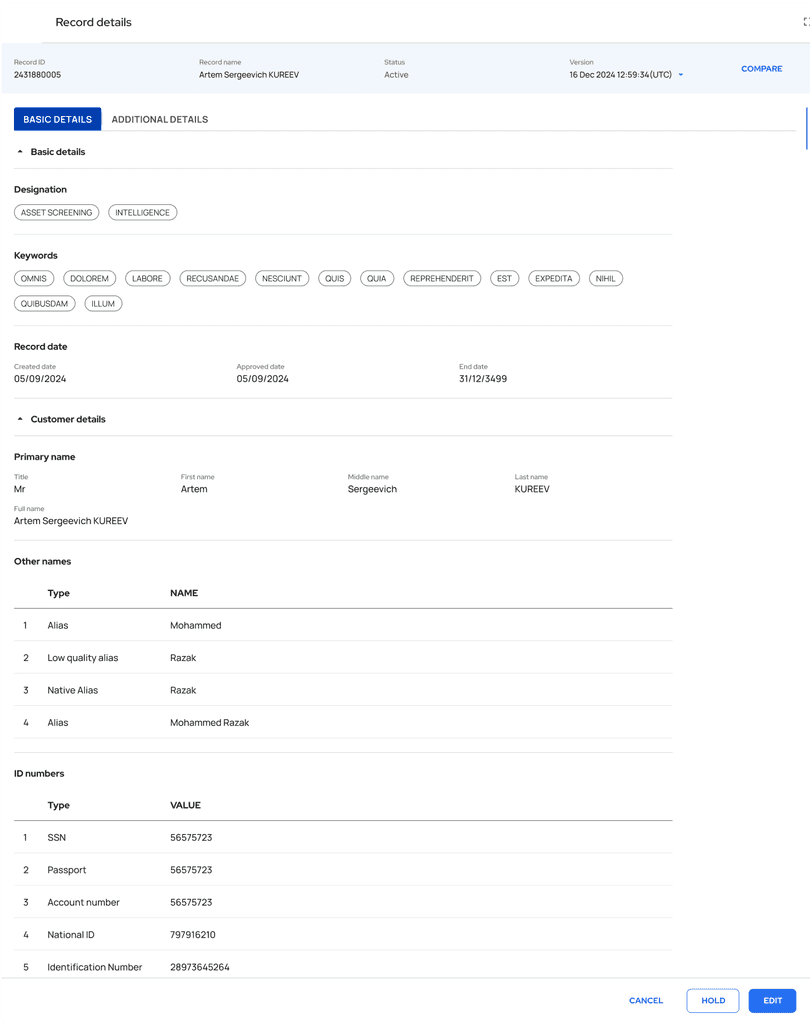 Record details
Record ID Record name Status Version
2431880005 Artem Sergeevich KUREEV Active 16 Dec 2024 12:59:34(UTC) COMPARE
BASIC DETAILS ADDITIONAL DETAILS
Basic details
Designation
ASSET SCREENING INTELLIGENCE
Keywords
OMNIS DOLOREM LABORE RECUSANDAE NESCIUNT QUIS QUIA REPREHENDERIT EST EXPEDITA NIHIL
QUIBUSDAM ILLUM
Record date
Created date Approved date End date
05/09/2024 05/09/2024 31/12/3499
Customer details
Primary name
Title First name Middle name Last name
Mr Artem Sergeevich KUREEV
Full name
Artem Sergeevich KUREEV
Other names
Type NAME
1 Alias Mohammed
2 Low quality alias Razak
3 Native Alias Razak
4 Alias Mohammed Razak
ID numbers
Type VALUE
1 SSN 56575723
2 Passport 56575723
3 Account number 56575723
4 National ID 797916210
5 Identification Number 28973645264
CANCEL HOLD EDIT